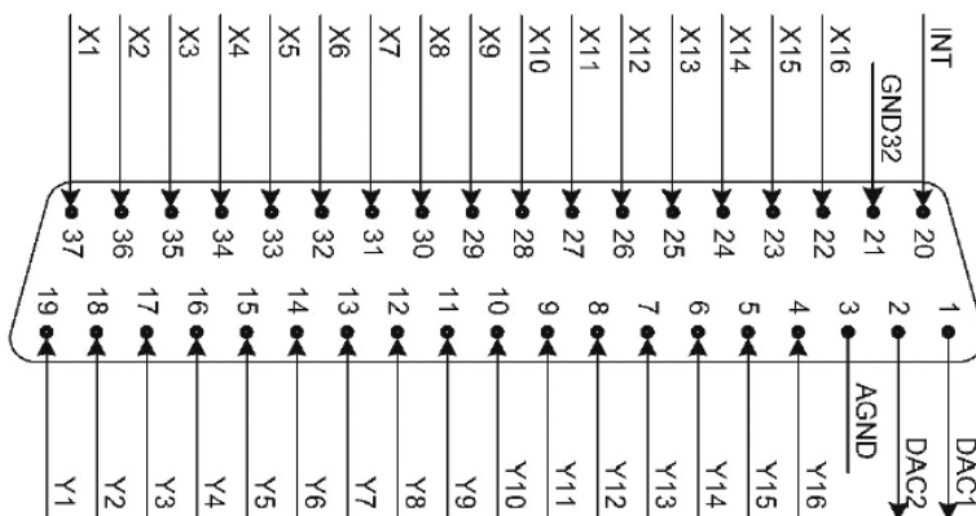 X1 X2 X3 X4 X5 X6 X7 X8 X9 X10 X11 X12 X13 X14 X15 X16 GND32 INT
37 36 35 34 33 32 31 30 29 28 27 26 25 24 23 22 21 20
19 18 17 16 15 14 13 12 11 10 9 8 7 6 5 4 3 2 1
Y1 Y2 Y3 Y4 Y5 Y6 Y7 Y8 Y9 Y10 Y11 Y12 Y13 Y14 Y15 Y16 AGND DAC2 DAC1